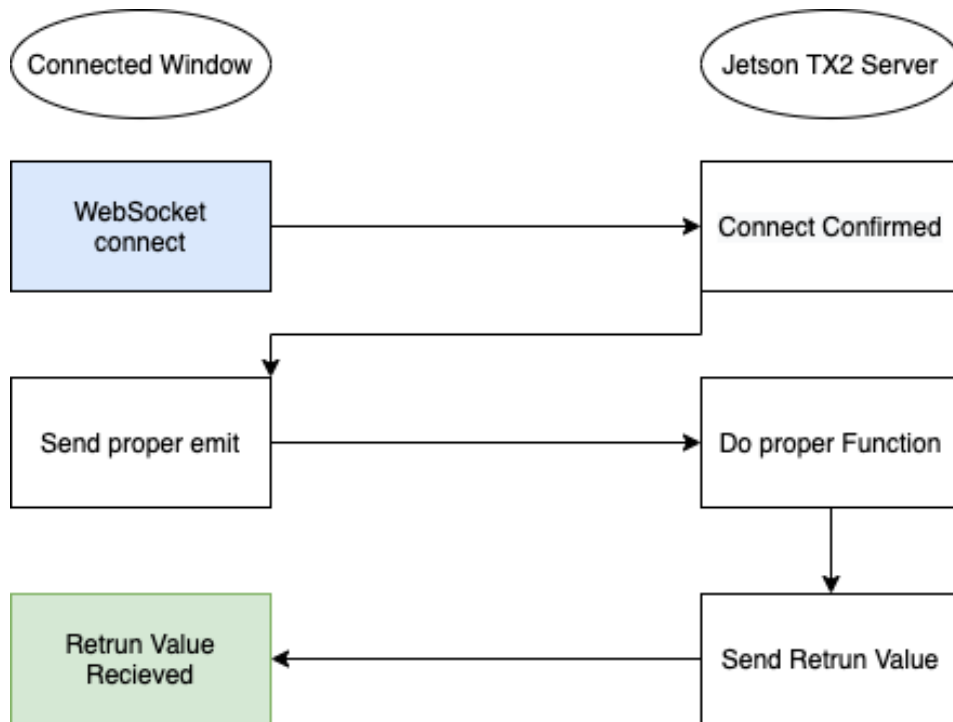 Connected Window
Jetson TX2 Server
WebSocket
connect
Connect Confirmed
Send proper emit
Do proper Function
Retrun Value
Recieved
Send Retrun Value